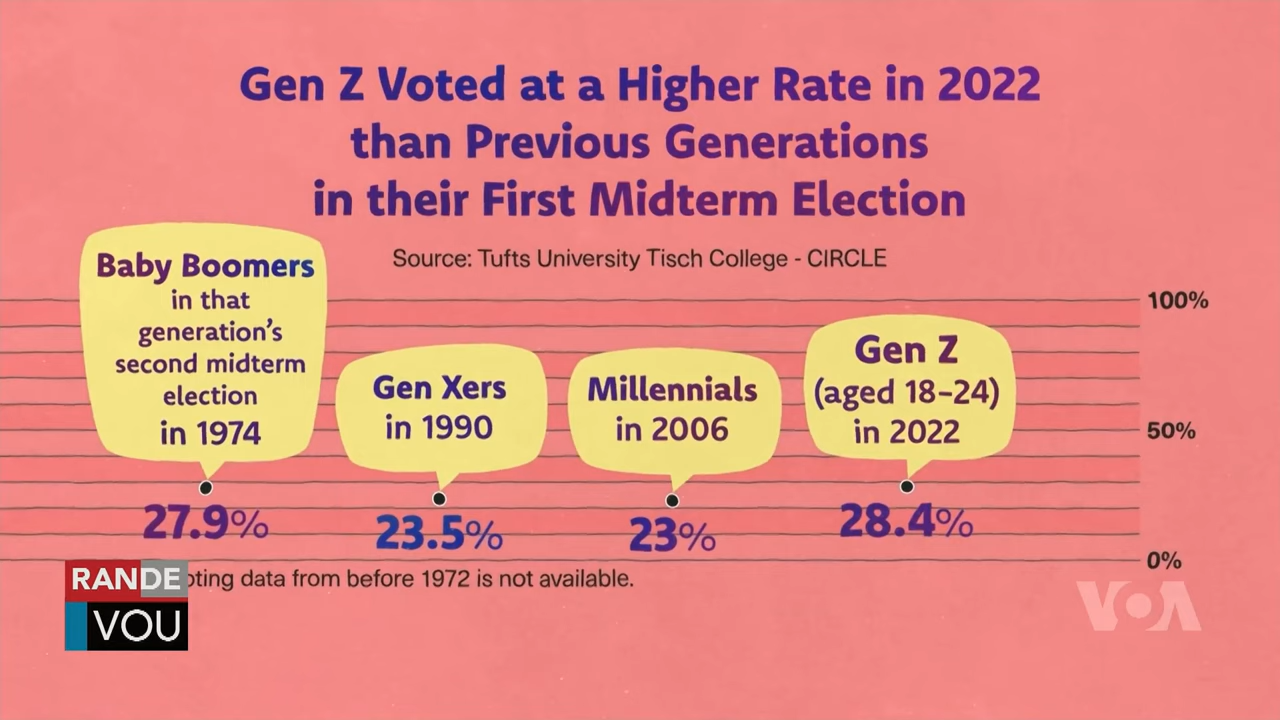 Gen Z Voted at a Higher Rate in 2022
than Previous Generations
in their First Midterm Election
Source: Tufts University Tisch College - CIRCLE
Baby Boomers
in that
generation's
second midterm
election
in 1974
27.9%
Gen Xers
in 1990
23.5%
Millennials
in 2006
23%
Gen Z
(aged 18–24)
in 2022
28.4%
100%
50%
0%
data from before 1972 is not available.
RANDE
VOU
VOA